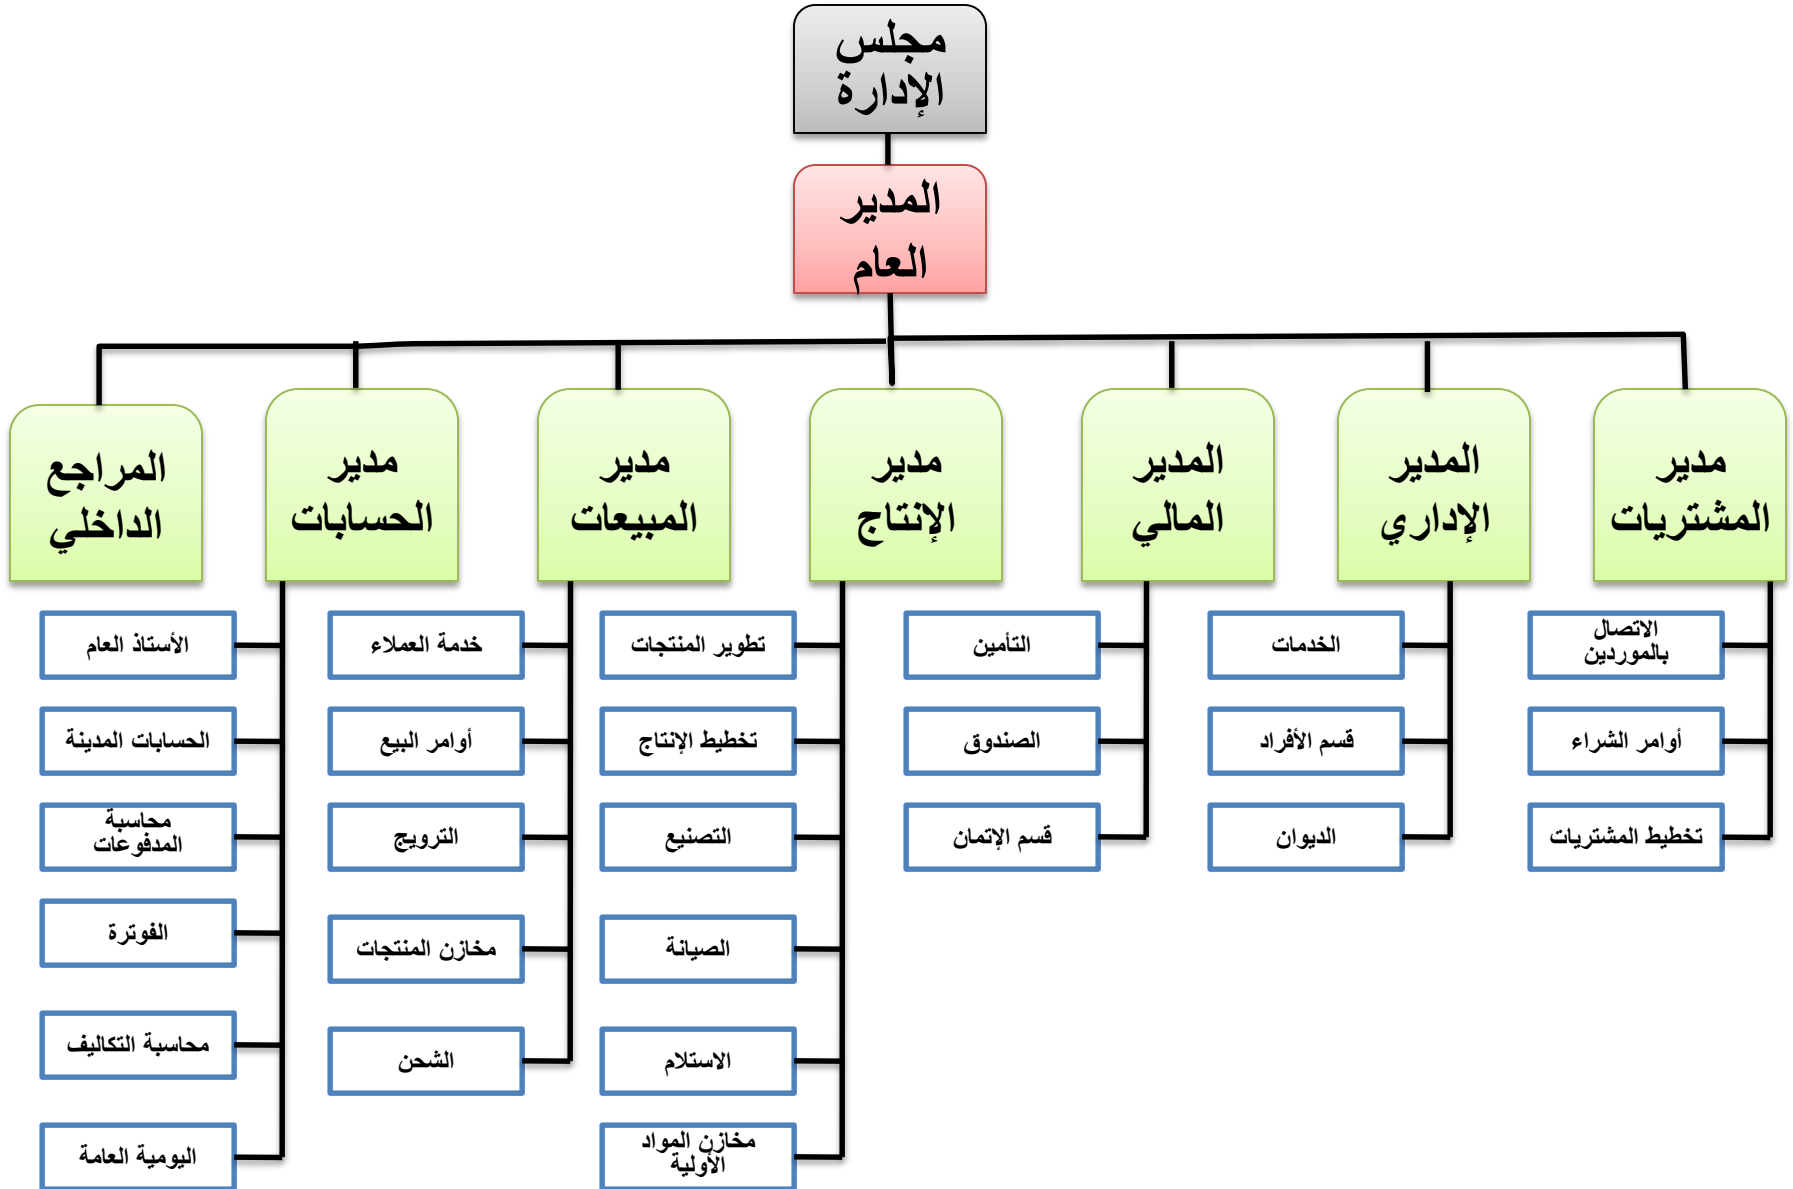 مجلس
الإدارة
المدير
العام
مدير
المشتريات
المدير
الإداري
المدير
المالي
مدير
الإنتاج
مدير
المبيعات
مدير
الحسابات
المراجع
الداخلي
الاتصال
بالموردين
الخدمات
التأمين
تطوير المنتجات
خدمة العملاء
الأستاذ العام
أوامر الشراء
قسم الأفراد
الصندوق
تخطيط الإنتاج
أوامر البيع
الحسابات المدينة
تخطيط المشتريات
الديوان
قسم الإتمان
التصنيع
الترويج
محاسبة
المدفوعات
الصيانة
مخازن المنتجات
الفوترة
الاستلام
الشحن
محاسبة التكاليف
مخازن المواد
الأولية
اليومية العامة